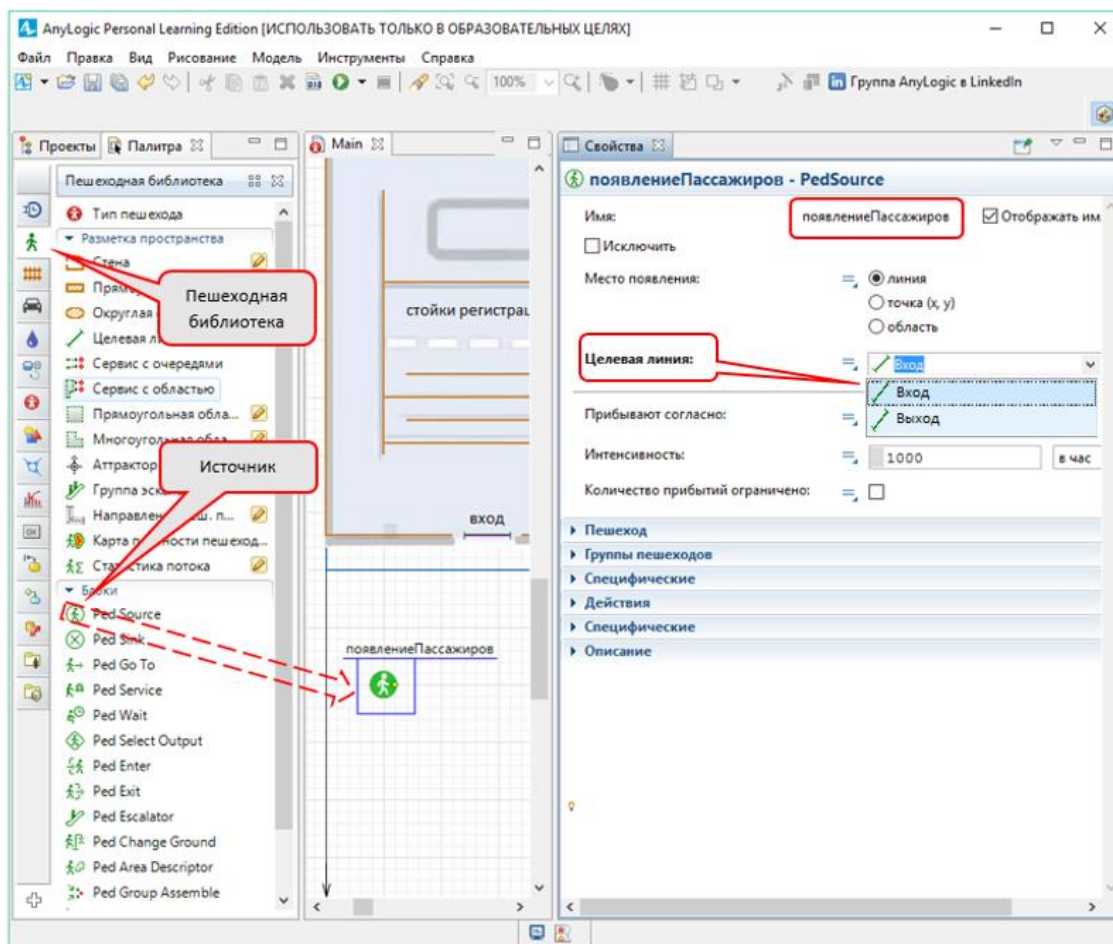 AnyLogic Personal Learning Edition [ИСПОЛЬЗОВАТЬ ТОЛЬКО В ОБРАЗОВАТЕЛЬНЫХ ЦЕЛЯХ]
Файл Правка Вид Рисование Модель Инструменты Справка
100% Группа AnyLogic в LinkedIn
Проекты Палитра
Пешеходная библиотека
Тип пешехода
Разметка пространства
Стена
Округлая
Целевая
Сервис с очередями
Сервис с областью
Прямоугольная обла...
Многоугольная обла...
Аттрактор
Группа
п...
Карта пешеход...
Статистика потока
Блоки
Ped Source
Ped Sink
Ped Go To
Ped Service
Ped Wait
Ped Select Output
Ped Enter
Ped Exit
Ped Escalator
Ped Change Ground
Ped Area Descriptor
Ped Group Assemble
Пешеходная
библиотека
Источник
Main
стойки регистрац
вход
появлениеПассажиров
Свойства
появлениеПассажиров - PedSource
Имя: появлениеПассажиров Отображать им
Исключить
Место появления: линия
точка (x, y)
область
Целевая линия: Вход
Вход
Выход
Прибывают согласно:
Интенсивность: 1000 в час
Количество прибытий ограничено:
Пешеход
Группы пешеходов
Специфические
Действия
Специфические
Описание